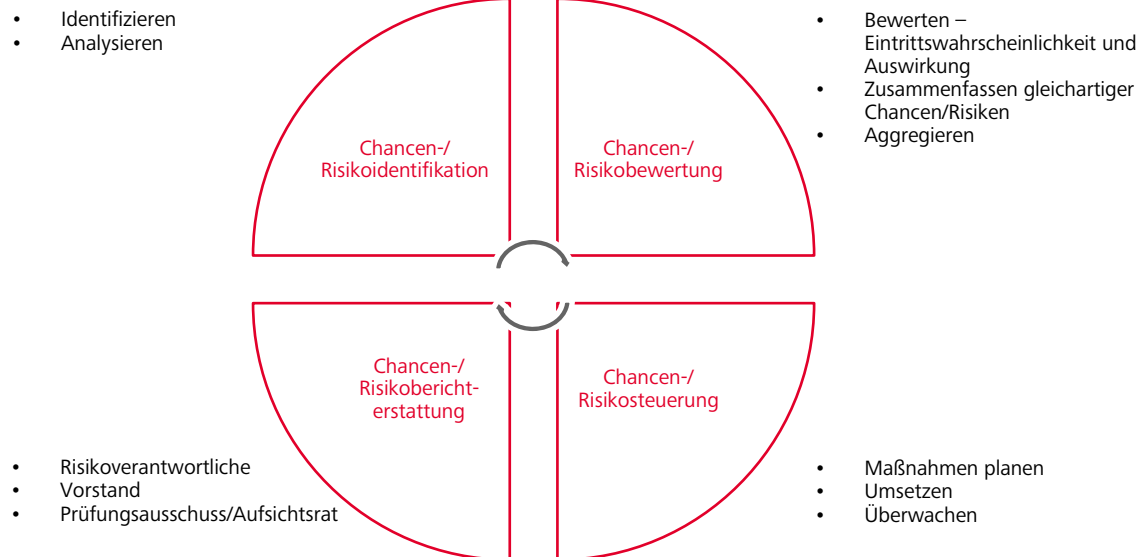 • Identifizieren
• Analysieren
• Bewerten –
Eintrittswahrscheinlichkeit und
Auswirkung
• Zusammenfassen gleichartiger
Chancen/Risiken
• Aggregieren
Chancen-/
Risikoidentifikation
Chancen-/
Risikobewertung
Chancen-/
Risikobericht-
erstattung
Chancen-/
Risikosteuerung
• Risikoverantwortliche
• Vorstand
• Prüfungsausschuss/Aufsichtsrat
• Maßnahmen planen
• Umsetzen
• Überwachen